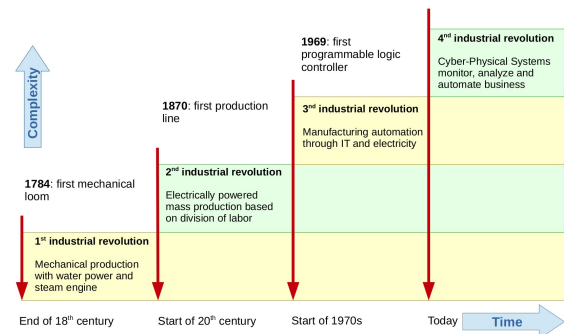 Complexity
1784: first mechanical
loom
1870: first production
line
1969: first
programmable logic
controller
1st industrial revolution
Mechanical production
with water power and
steam engine
2nd industrial revolution
Electrically powered
mass production based
on division of labor
3nd industrial revolution
Manufacturing automation
through IT and electricity
4nd industrial revolution
Cyber-Physical Systems
monitor, analyze and
automate business
End of 18th century
Start of 20th century
Start of 1970s
Today
Time